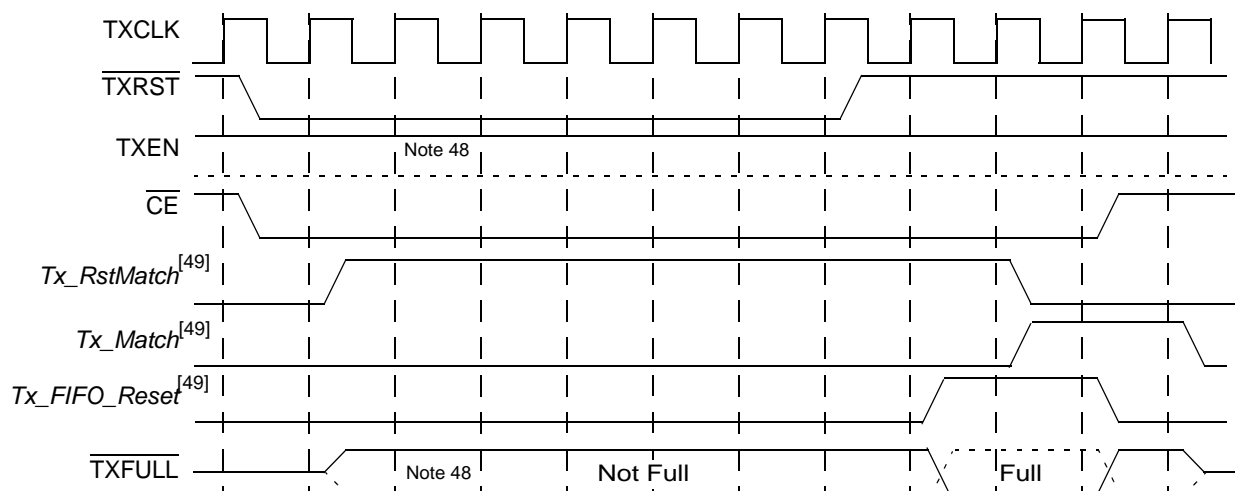 TXCLK
TXRST
TXEN
Note 48
CE
Tx_RstMatch[49]
Tx_Match[49]
Tx_FIFO_Reset[49]
TXFULL Note 48 Not Full Full